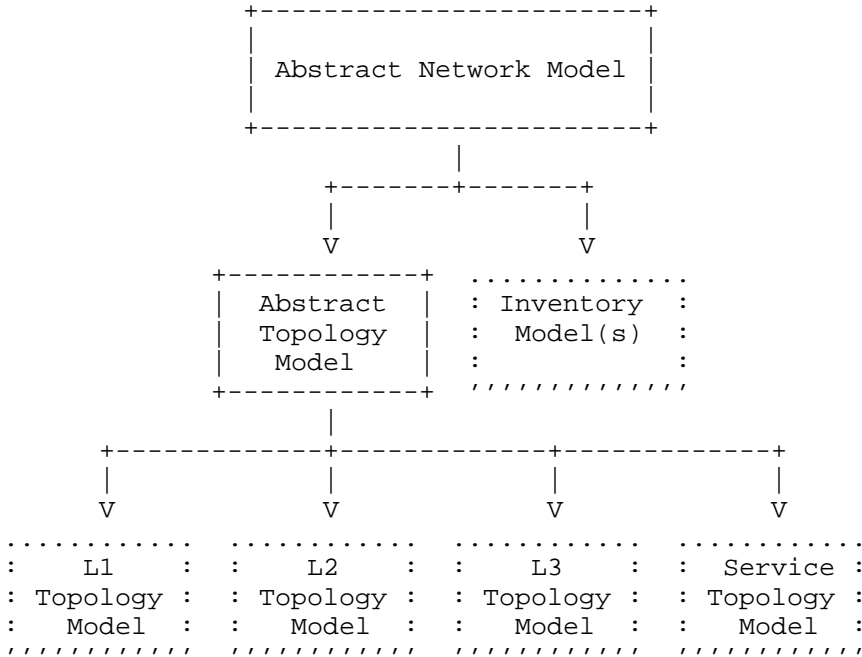 Abstract Network Model
Abstract
Topology
Model
Inventory
Model(s)
L1
Topology
Model
L2
Topology
Model
L3
Topology
Model
Service
Topology
Model